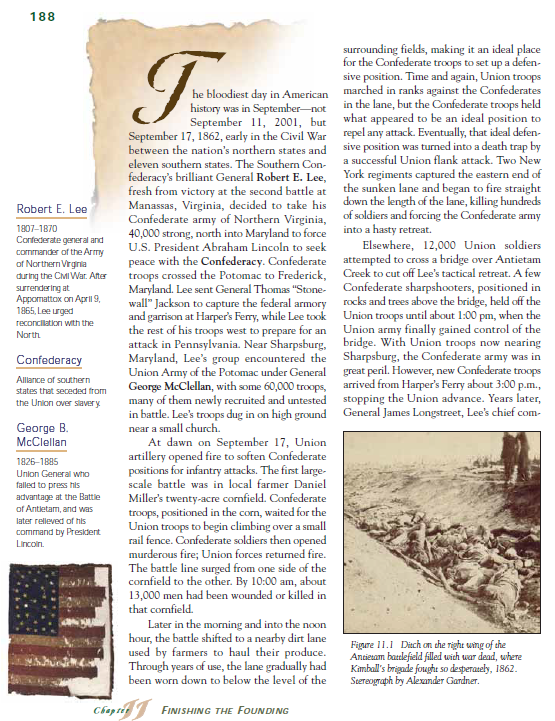 188
Robert E. Lee
1807–1870
Confederate general and
commander of the Army
of Northern Virginia
during the Civil War. After
surrendering at
Appomattox on April 9,
1865, Lee urged
reconciliation with the
North.
Confederacy
Alliance of southern
states that seceded from
the Union over slavery.
George B.
McClellan
1826–1885
Union General who
failed to press his
advantage at the Battle
of Antietam, and was
later relieved of his
command by President
Lincoln.
The bloodiest day in American
history was in September—not
September 11, 2001, but
September 17, 1862, early in the Civil War
between the nation's northern states and
eleven southern states. The Southern Con-
federacy's brilliant General Robert E. Lee,
fresh from victory at the second battle at
Manassas, Virginia, decided to take his
Confederate army of Northern Virginia,
40,000 strong, north into Maryland to force
U.S. President Abraham Lincoln to seek
peace with the Confederacy. Confederate
troops crossed the Potomac to Frederick,
Maryland. Lee sent General Thomas "Stone-
wall" Jackson to capture the federal armory
and garrison at Harper's Ferry, while Lee took
the rest of his troops west to prepare for an
attack in Pennsylvania. Near Sharpsburg,
Maryland, Lee's group encountered the
Union Army of the Potomac under General
George McClellan, with some 60,000 troops,
many of them newly recruited and untested
in battle. Lee's troops dug in on high ground
near a small church.
At dawn on September 17, Union
artillery opened fire to soften Confederate
positions for infantry attacks. The first large-
scale battle was in local farmer Daniel
Miller's twenty-acre cornfield. Confederate
troops, positioned in the corn, waited for the
Union troops to begin climbing over a small
rail fence. Confederate soldiers then opened
murderous fire; Union forces returned fire.
The battle line surged from one side of the
cornfield to the other. By 10:00 am, about
13,000 men had been wounded or killed in
that cornfield.
Later in the morning and into the noon
hour, the battle shifted to a nearby dirt lane
used by farmers to haul their produce.
Through years of use, the lane gradually had
been worn down to below the level of the
surrounding fields, making it an ideal place
for the Confederate troops to set up a defen-
sive position. Time and again, Union troops
marched in ranks against the Confederates
in the lane, but the Confederate troops held
what appeared to be an ideal position to
repel any attack. Eventually, that ideal defen-
sive position was turned into a death trap by
a successful Union flank attack. Two New
York regiments captured the eastern end of
the sunken lane and began to fire straight
down the length of the lane, killing hundreds
of soldiers and forcing the Confederate army
into a hasty retreat.
Elsewhere, 12,000 Union soldiers
attempted to cross a bridge over Antietam
Creek to cut off Lee's tactical retreat. A few
Confederate sharpshooters, positioned in
rocks and trees above the bridge, held off the
Union troops until about 1:00 pm, when the
Union army finally gained control of the
bridge. With Union troops now nearing
Sharpsburg, the Confederate army was in
great peril. However, new Confederate troops
arrived from Harper's Ferry about 3:00 p.m.,
stopping the Union advance. Years later,
General James Longstreet, Lee's chief com-
Figure 11.1 Ditch on the right wing of the
Antietam battlefield filled with war dead, where
Kimball's brigade fought so desperately, 1862.
Stereograph by Alexander Gardner.
Chapter 11 FINISHING THE FOUNDING